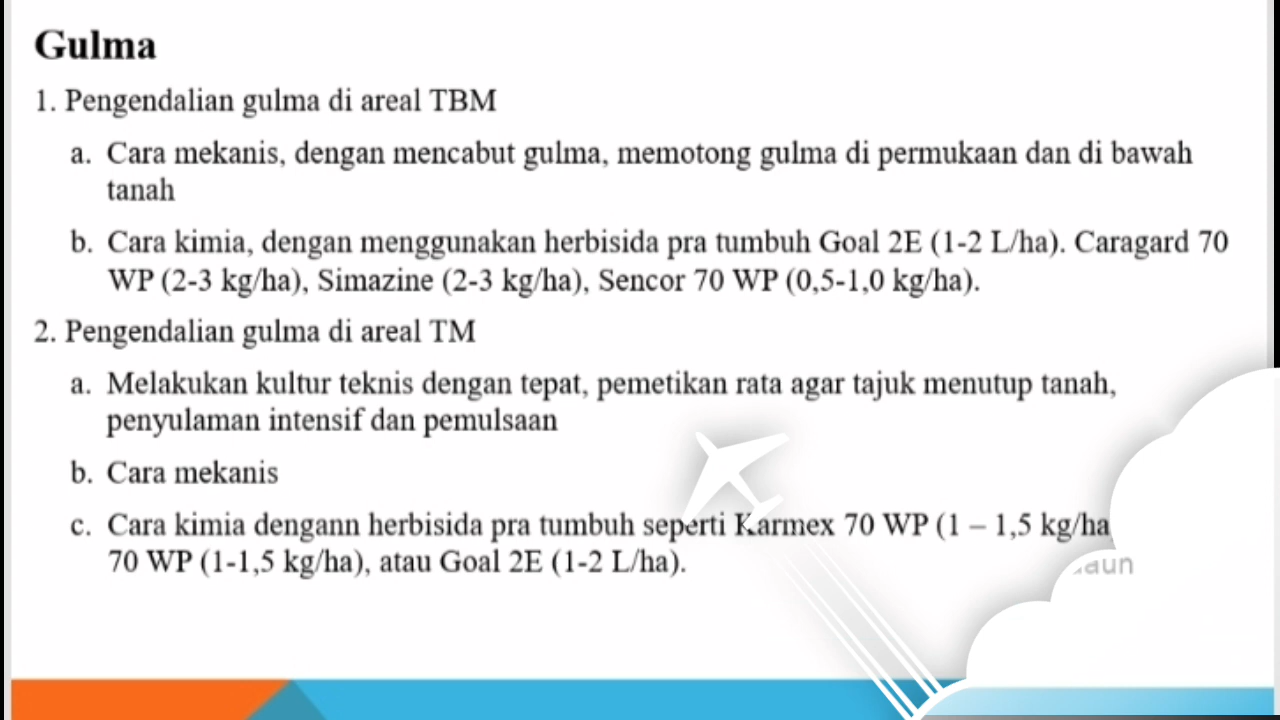 Gulma
1. Pengendalian gulma di areal TBM
a. Cara mekanis, dengan mencabut gulma, memotong gulma di permukaan dan di bawah
tanah
b. Cara kimia, dengan menggunakan herbisida pra tumbuh Goal 2E (1-2 L/ha). Caragard 70
WP (2-3 kg/ha), Simazine (2-3 kg/ha), Sencor 70 WP (0,5-1,0 kg/ha).
2. Pengendalian gulma di areal TM
a. Melakukan kultur teknis dengan tepat, pemetikan rata agar tajuk menutup tanah,
penyulaman intensif dan pemulsaan
b. Cara mekanis
c. Cara kimia dengann herbisida pra tumbuh seperti Karmex 70 WP (1 – 1,5 kg/ha
70 WP (1-1,5 kg/ha), atau Goal 2E (1-2 L/ha).